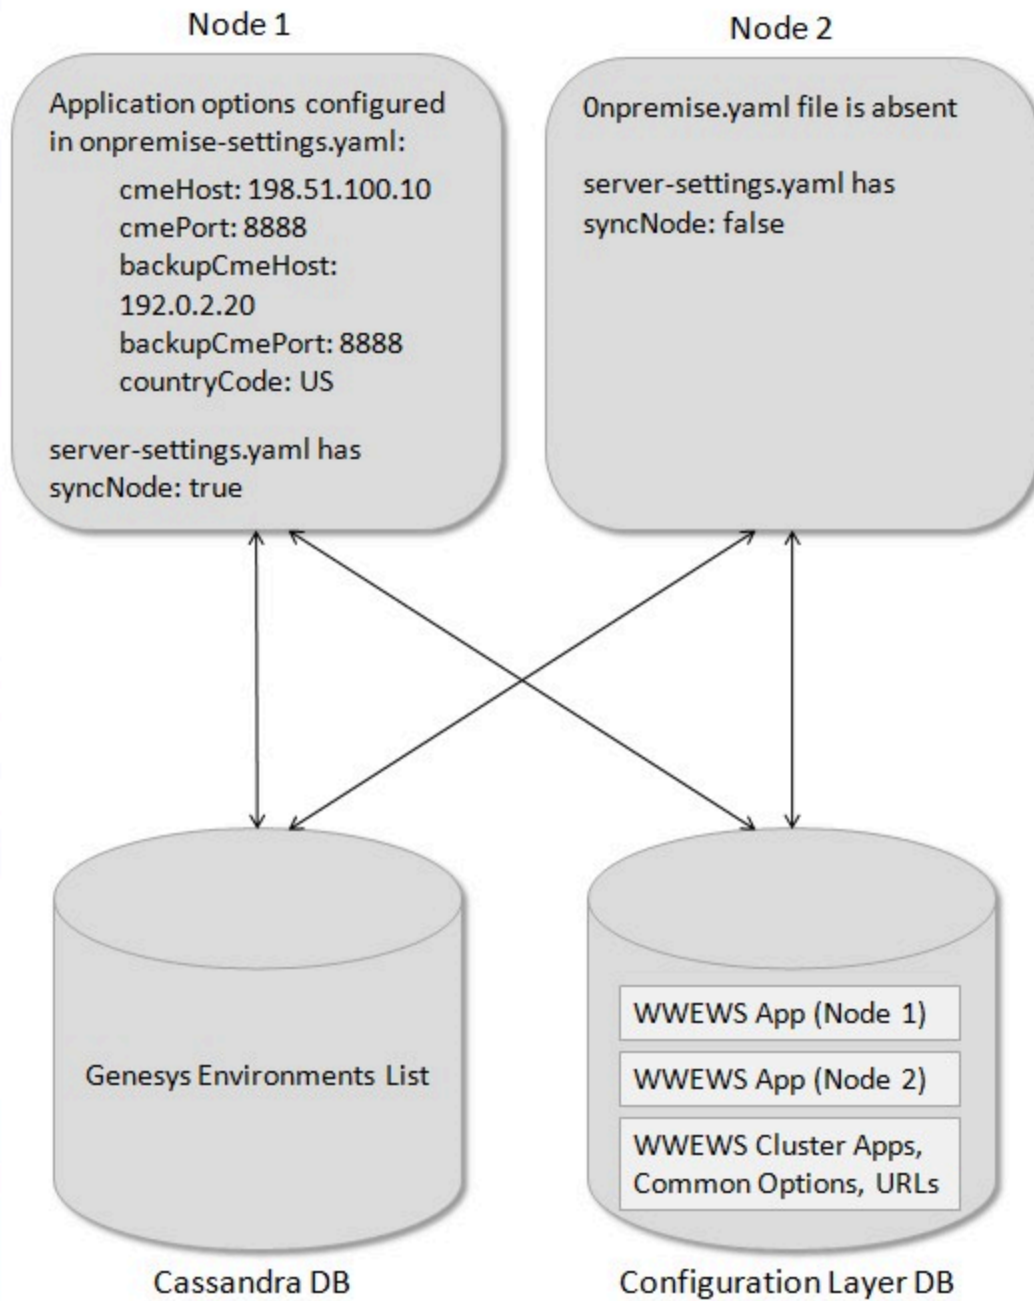 Node 1
Application options configured
in onpremise-settings.yaml:
cmeHost: 198.51.100.10
cmePort: 8888
backupCmeHost:
192.0.2.20
backupCmePort: 8888
countryCode: US
server-settings.yaml has
syncNode: true
Node 2
0npremise.yaml file is absent
server-settings.yaml has
syncNode: false
Genesys Environments List
Cassandra DB
WWEWS App (Node 1)
WWEWS App (Node 2)
WWEWS Cluster Apps,
Common Options, URLs
Configuration Layer DB